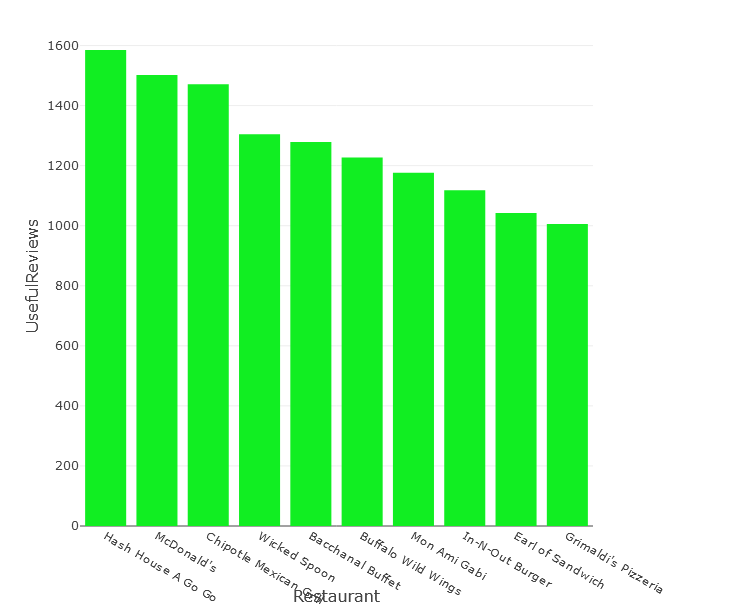 1600
1400
1200
1000
800
600
400
200
0
UsefulReviews
Hash House A Go Go
McDonald's
Chipotle Mexican Grill
Wicked Spoon
Bacchanal Buffet
Buffalo Wild Wings
Mon Ami Gabi
In-N-Out Burger
Earl of Sandwich
Grimaldi's Pizzeria
Restaurant